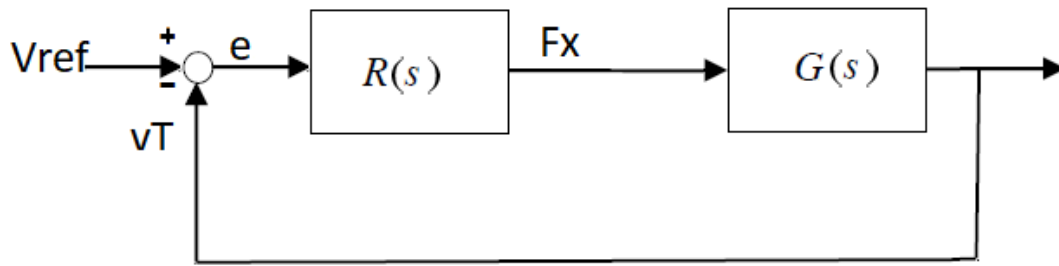 Vref
+
-
e
R(s)
Fx
G(s)
vT